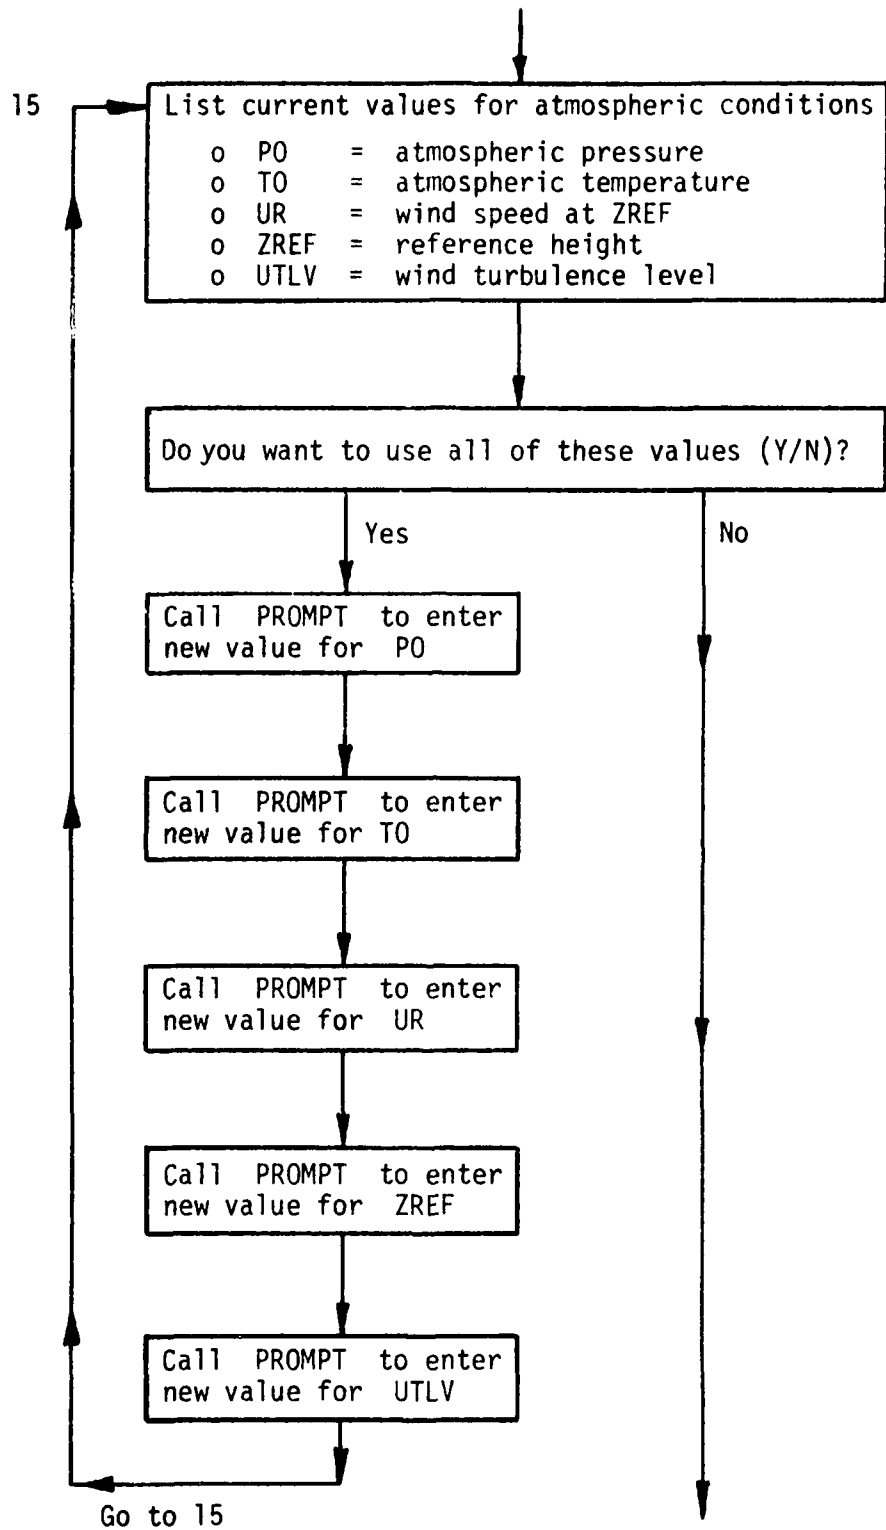 15
List current values for atmospheric conditions
o PO = atmospheric pressure
o TO = atmospheric temperature
o UR = wind speed at ZREF
o ZREF = reference height
o UTLV = wind turbulence level
Do you want to use all of these values (Y/N)?
Yes
No
Call PROMPT to enter
new value for PO
Call PROMPT to enter
new value for TO
Call PROMPT to enter
new value for UR
Call PROMPT to enter
new value for ZREF
Call PROMPT to enter
new value for UTLV
Go to 15